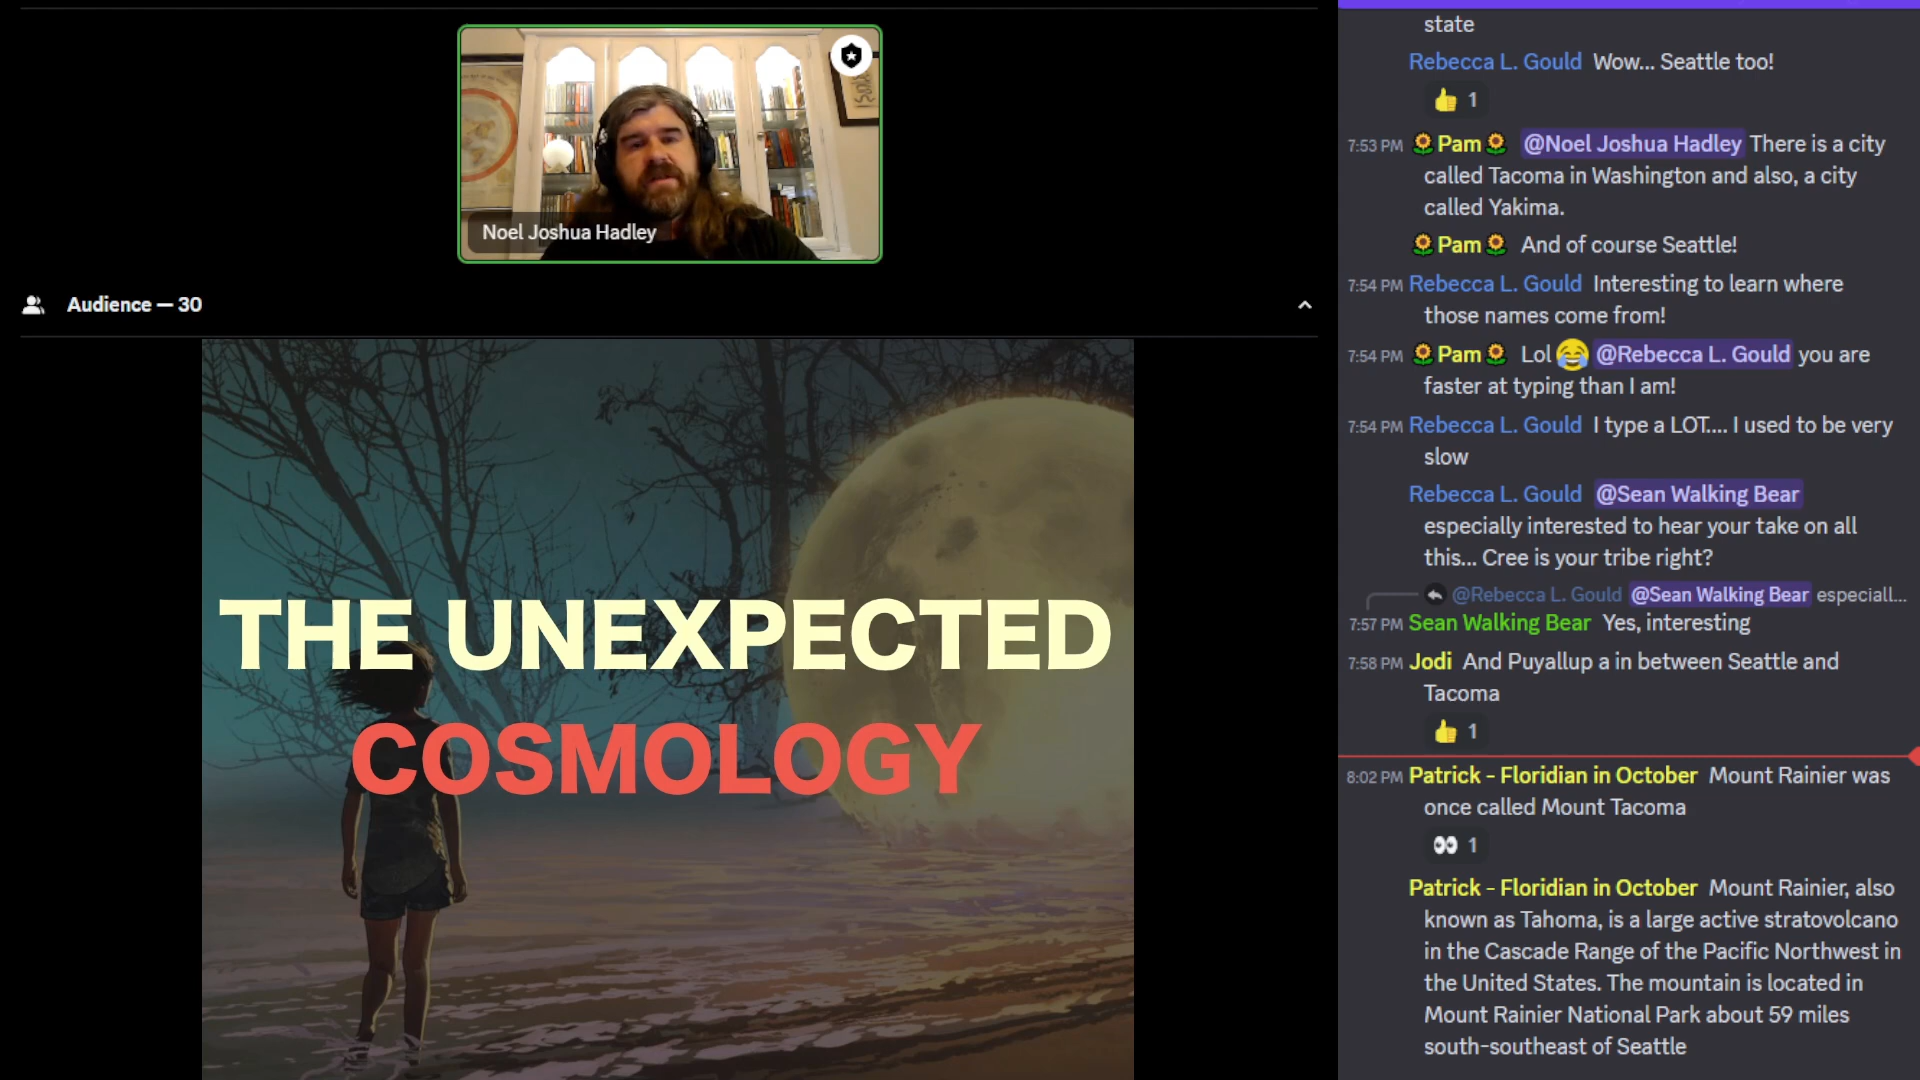 Noel Joshua Hadley
Audience — 30
THE UNEXPECTED
COSMOLOGY
state
Rebecca L. Gould Wow... Seattle too!
👍 1
7:53 PM 🌻Pam🌻 @Noel Joshua Hadley There is a city
called Tacoma in Washington and also, a city
called Yakima.
🌻Pam🌻 And of course Seattle!
7:54 PM Rebecca L. Gould Interesting to learn where
those names come from!
7:54 PM 🌻Pam🌻 Lol 😂 @Rebecca L. Gould you are
faster at typing than I am!
7:54 PM Rebecca L. Gould I type a LOT.... I used to be very
slow
Rebecca L. Gould @Sean Walking Bear
especially interested to hear your take on all
this... Cree is your tribe right?
@Rebecca L. Gould @Sean Walking Bear especiall...
7:57 PM Sean Walking Bear Yes, interesting
7:58 PM Jodi And Puyallup a in between Seattle and
Tacoma
👍 1
8:02 PM Patrick - Floridian in October Mount Rainier was
once called Mount Tacoma
👀 1
Patrick - Floridian in October Mount Rainier, also
known as Tahoma, is a large active stratovolcano
in the Cascade Range of the Pacific Northwest in
the United States. The mountain is located in
Mount Rainier National Park about 59 miles
south-southeast of Seattle